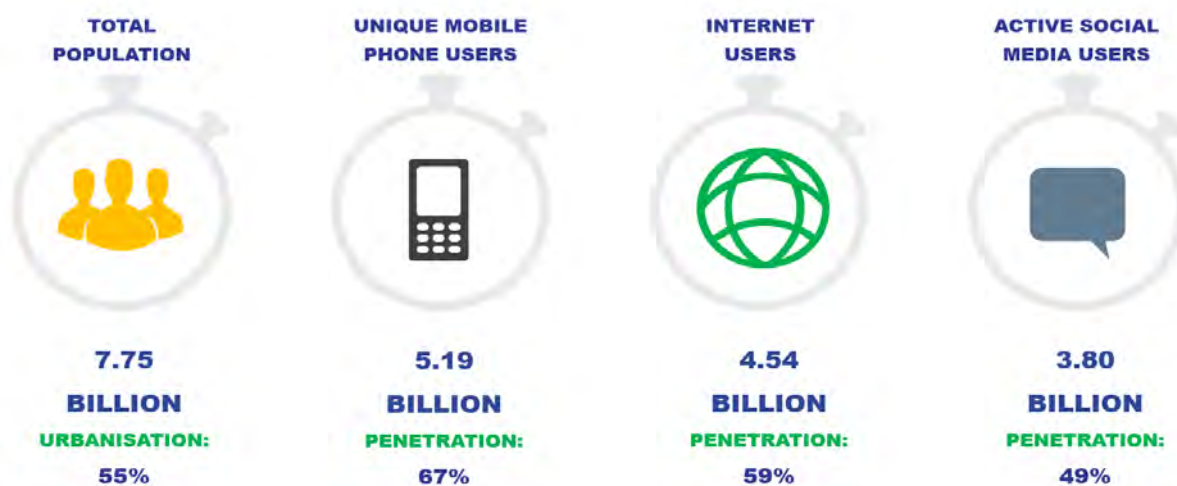 TOTAL
POPULATION
UNIQUE MOBILE
PHONE USERS
INTERNET
USERS
ACTIVE SOCIAL
MEDIA USERS
7.75
BILLION
URBANISATION:
55%
5.19
BILLION
PENETRATION:
67%
4.54
BILLION
PENETRATION:
59%
3.80
BILLION
PENETRATION:
49%